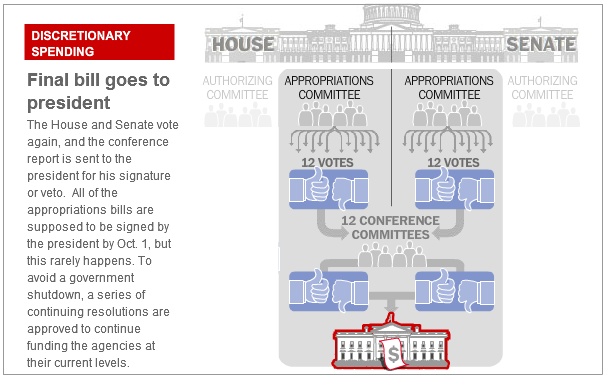 DISCRETIONARY
SPENDING
Final bill goes to
president
The House and Senate vote
again, and the conference
report is sent to the
president for his signature
or veto.  All of the
appropriations bills are
supposed to be signed by
the president by Oct. 1, but
this rarely happens. To
avoid a government
shutdown, a series of
continuing resolutions are
approved to continue
funding the agencies at
their current levels.
HOUSE
SENATE
AUTHORIZING
COMMITTEE
APPROPRIATIONS
COMMITTEE
APPROPRIATIONS
COMMITTEE
AUTHORIZING
COMMITTEE
12 VOTES
12 VOTES
12 CONFERENCE
COMMITTEES
$